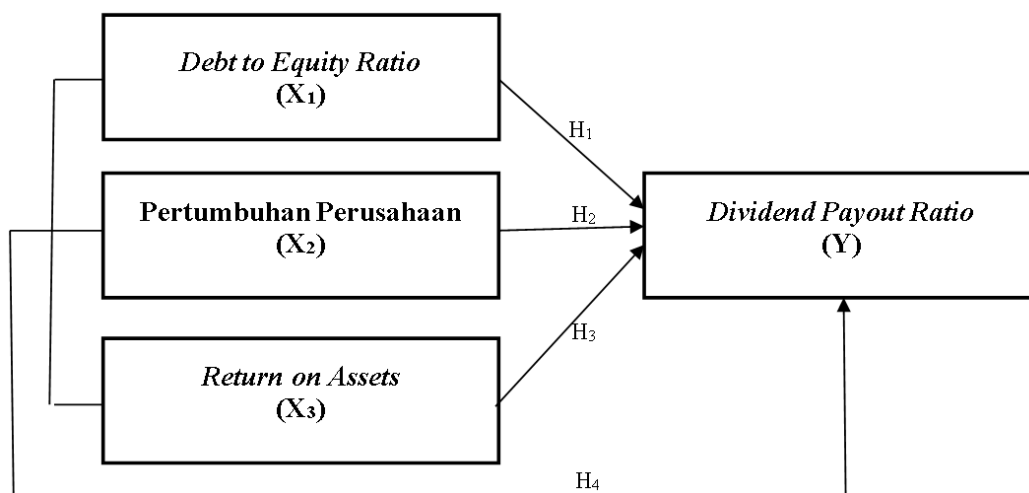 Debt to Equity Ratio
(X₁)
H₁
Pertumbuhan Perusahaan
(X₂)
H₂
Dividend Payout Ratio
(Y)
H₃
Return on Assets
(X₃)
H₄